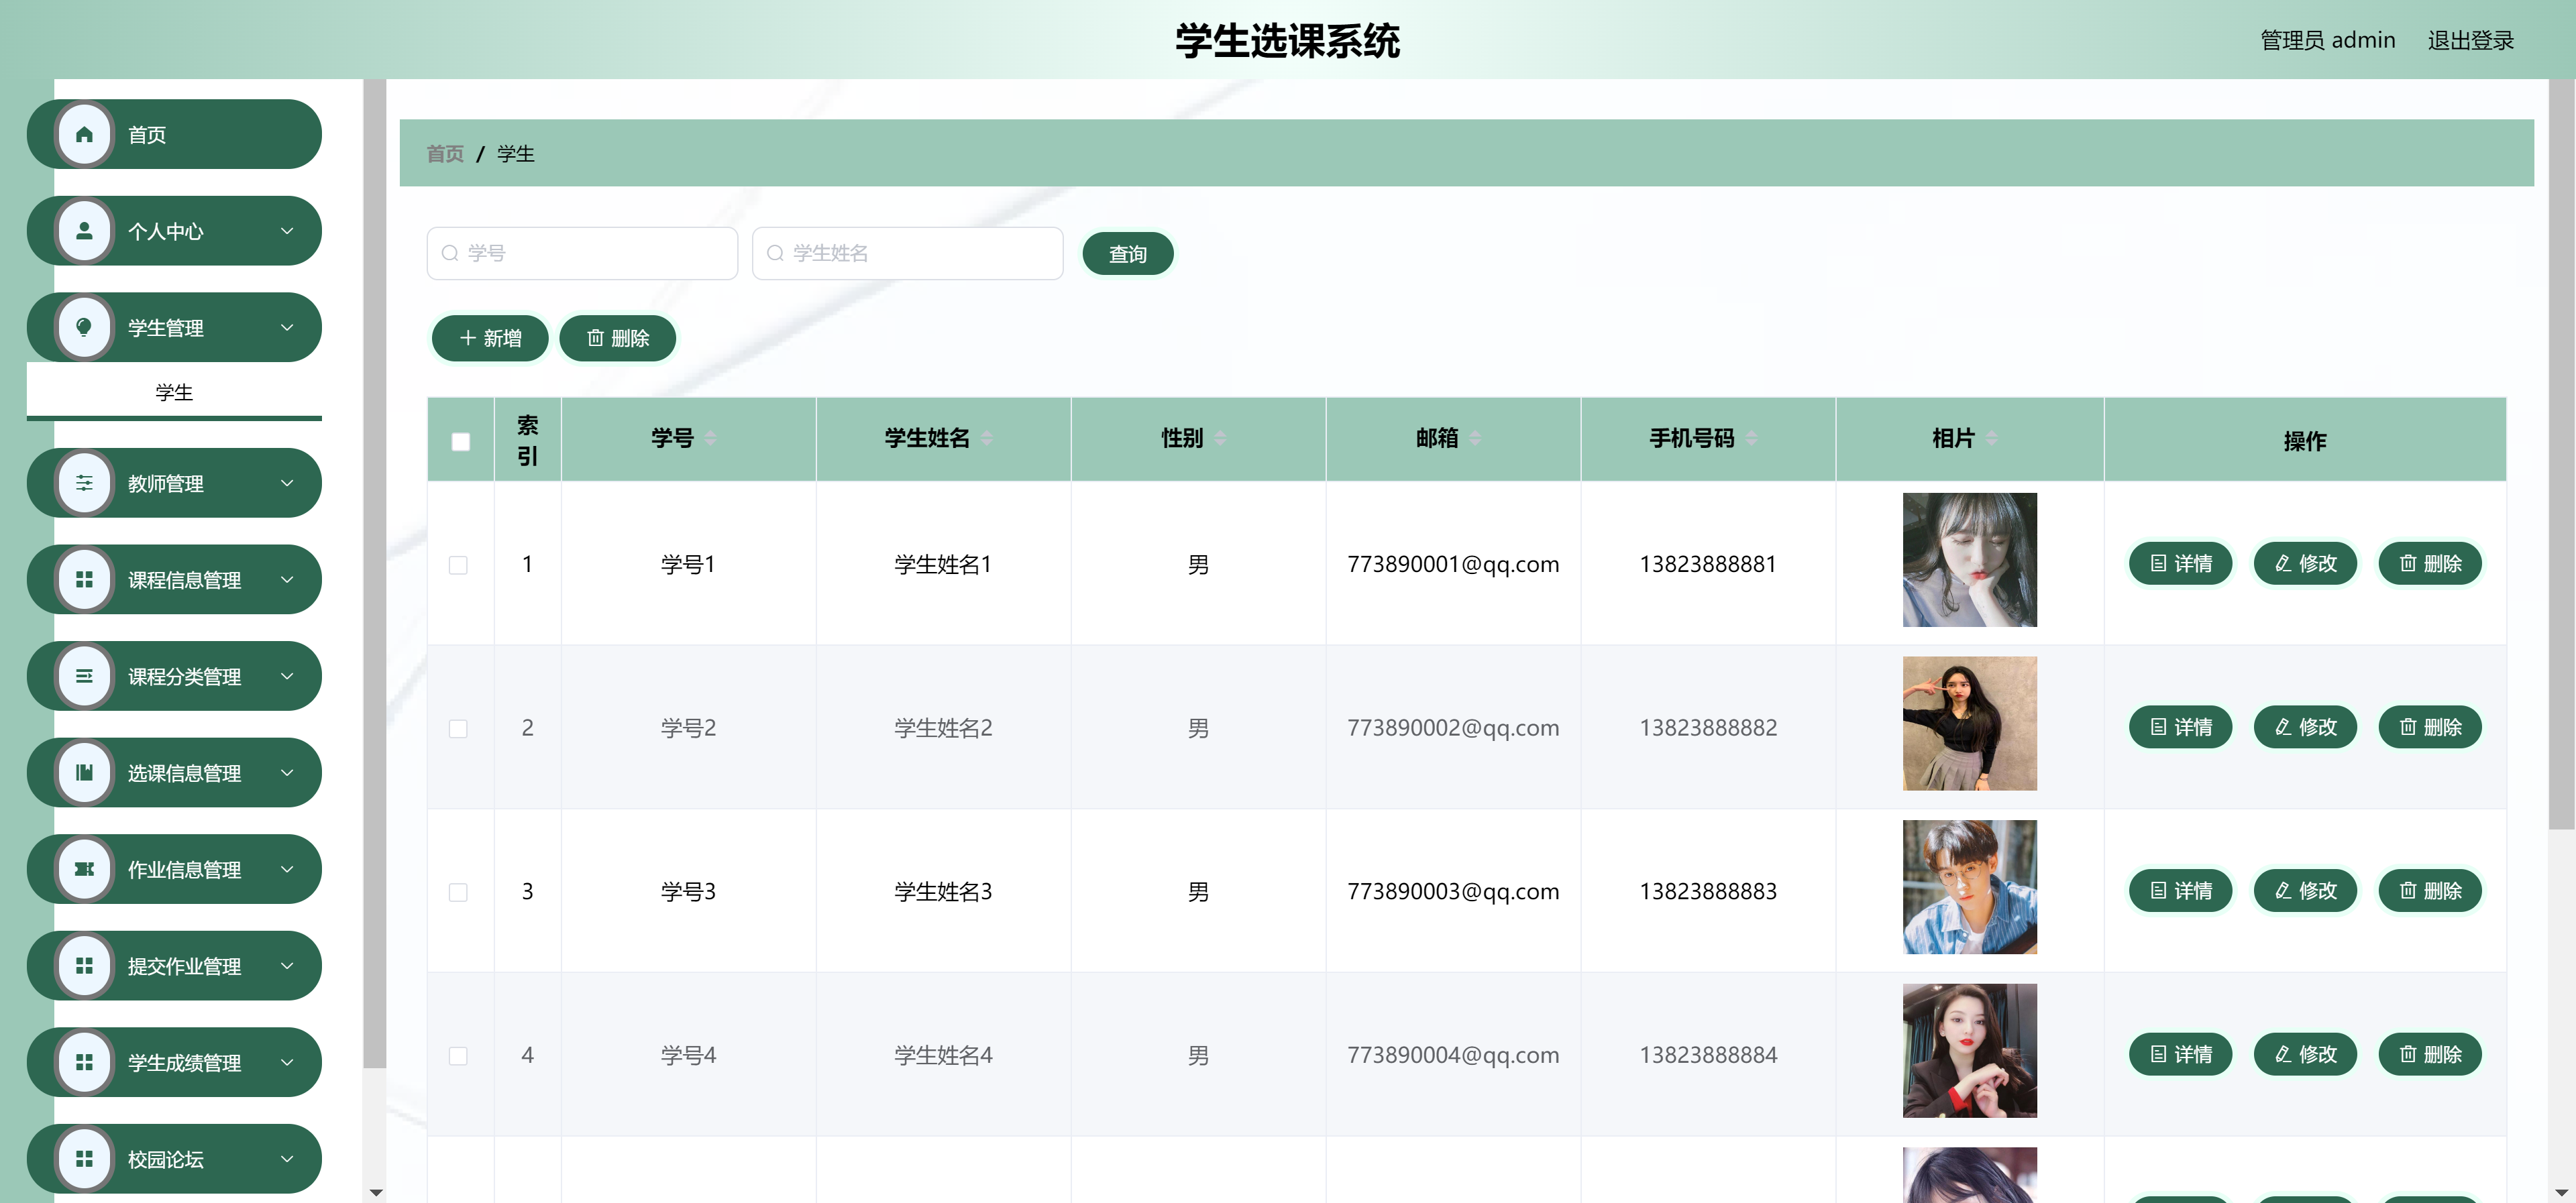 学生选课系统
管理员 admin 退出登录
首页
个人中心
学生管理
学生
教师管理
课程信息管理
课程分类管理
选课信息管理
作业信息管理
提交作业管理
学生成绩管理
校园论坛
首页 / 学生
学号 学生姓名 查询
新增 删除
索引 学号 学生姓名 性别 邮箱 手机号码 相片 操作
1 学号1 学生姓名1 男 773890001@qq.com 13823888881 详情 修改 删除
2 学号2 学生姓名2 男 773890002@qq.com 13823888882 详情 修改 删除
3 学号3 学生姓名3 男 773890003@qq.com 13823888883 详情 修改 删除
4 学号4 学生姓名4 男 773890004@qq.com 13823888884 详情 修改 删除